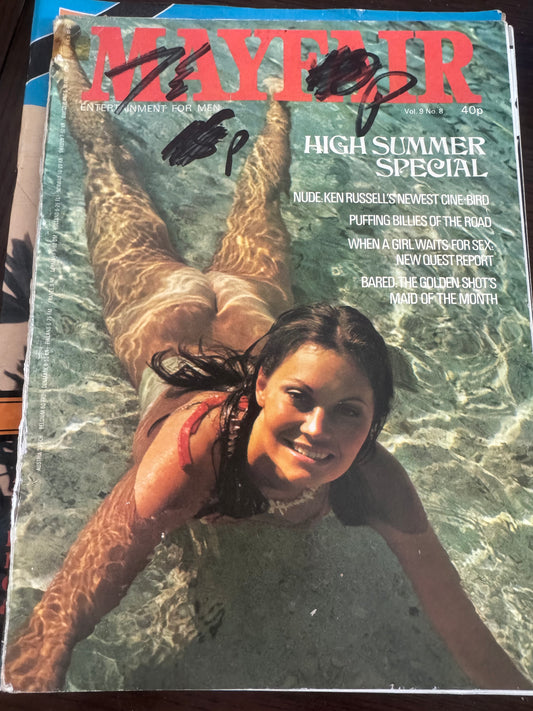 MAYFAIR
ENTERTAINMENT FOR MEN
Vol. 9 No. 8 40p
HIGH SUMMER
SPECIAL
NUDE: KEN RUSSELL'S NEWEST CINE-BIRD
PUFFING BILLIES OF THE ROAD
WHEN A GIRL WAITS FOR SEX:
NEW QUEST REPORT
BARED: THE GOLDEN SHOT'S
MAID OF THE MONTH